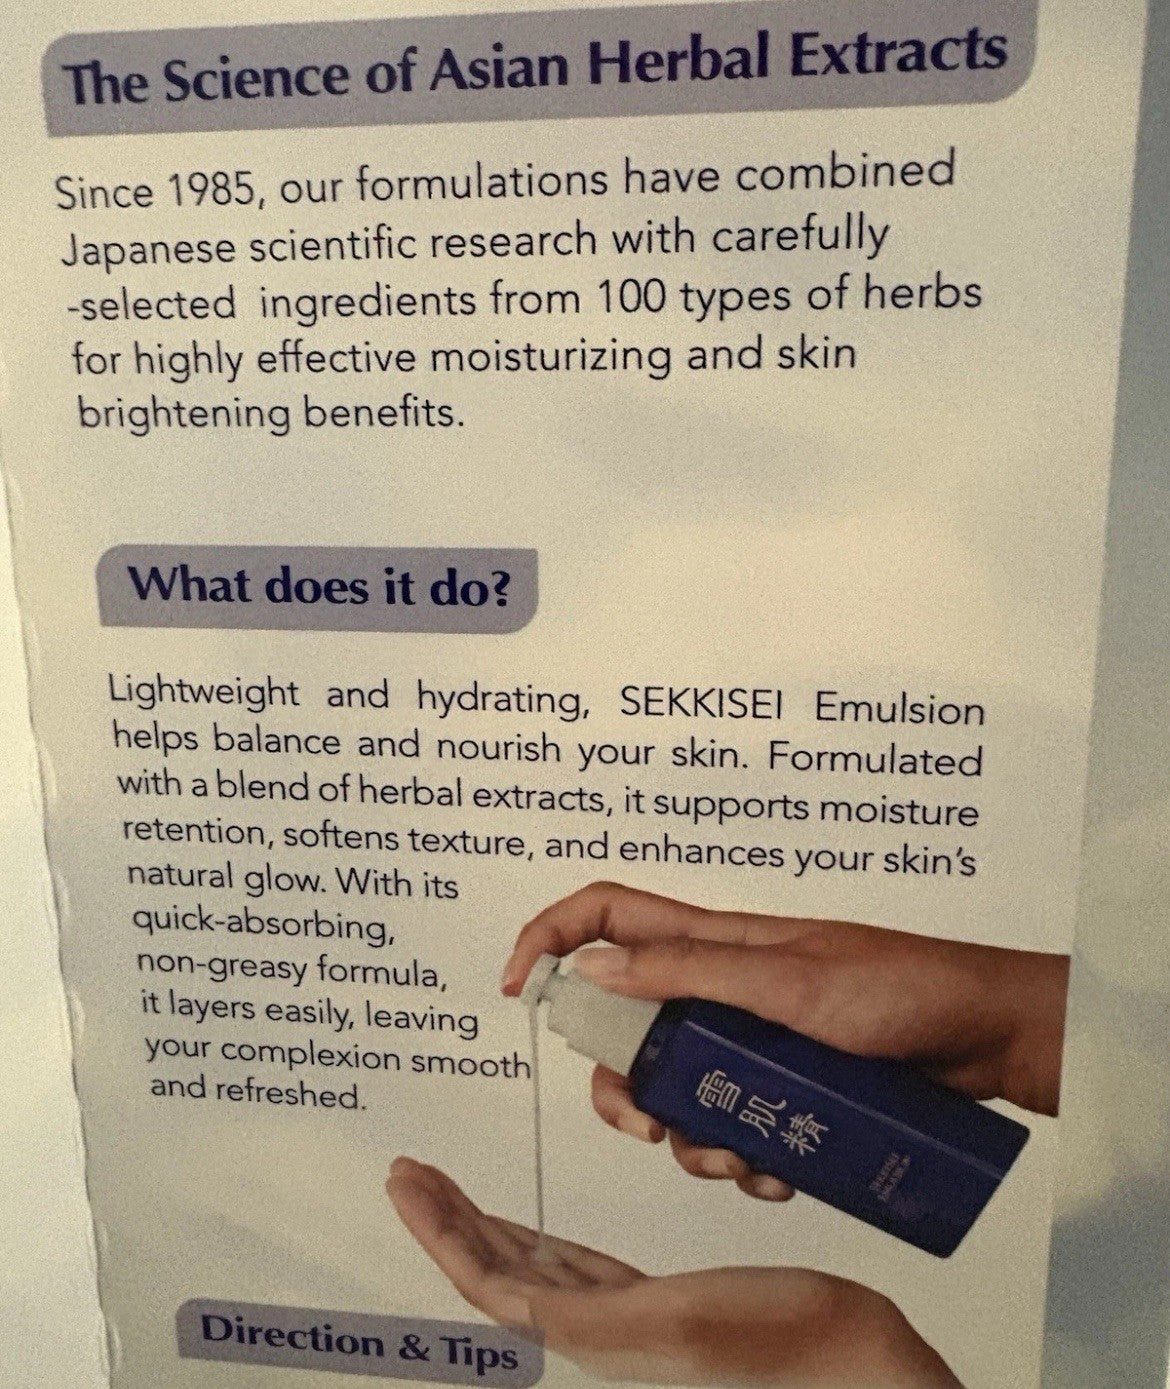 The Science of Asian Herbal Extracts
Since 1985, our formulations have combined
Japanese scientific research with carefully
-selected ingredients from 100 types of herbs
for highly effective moisturizing and skin
brightening benefits.
What does it do?
Lightweight and hydrating, SEKKISEI Emulsion
helps balance and nourish your skin. Formulated
with a blend of herbal extracts, it supports moisture
retention, softens texture, and enhances your skin's
natural glow. With its
quick-absorbing,
non-greasy formula,
it layers easily, leaving
your complexion smooth
and refreshed.
雪肌精
Direction & Tips